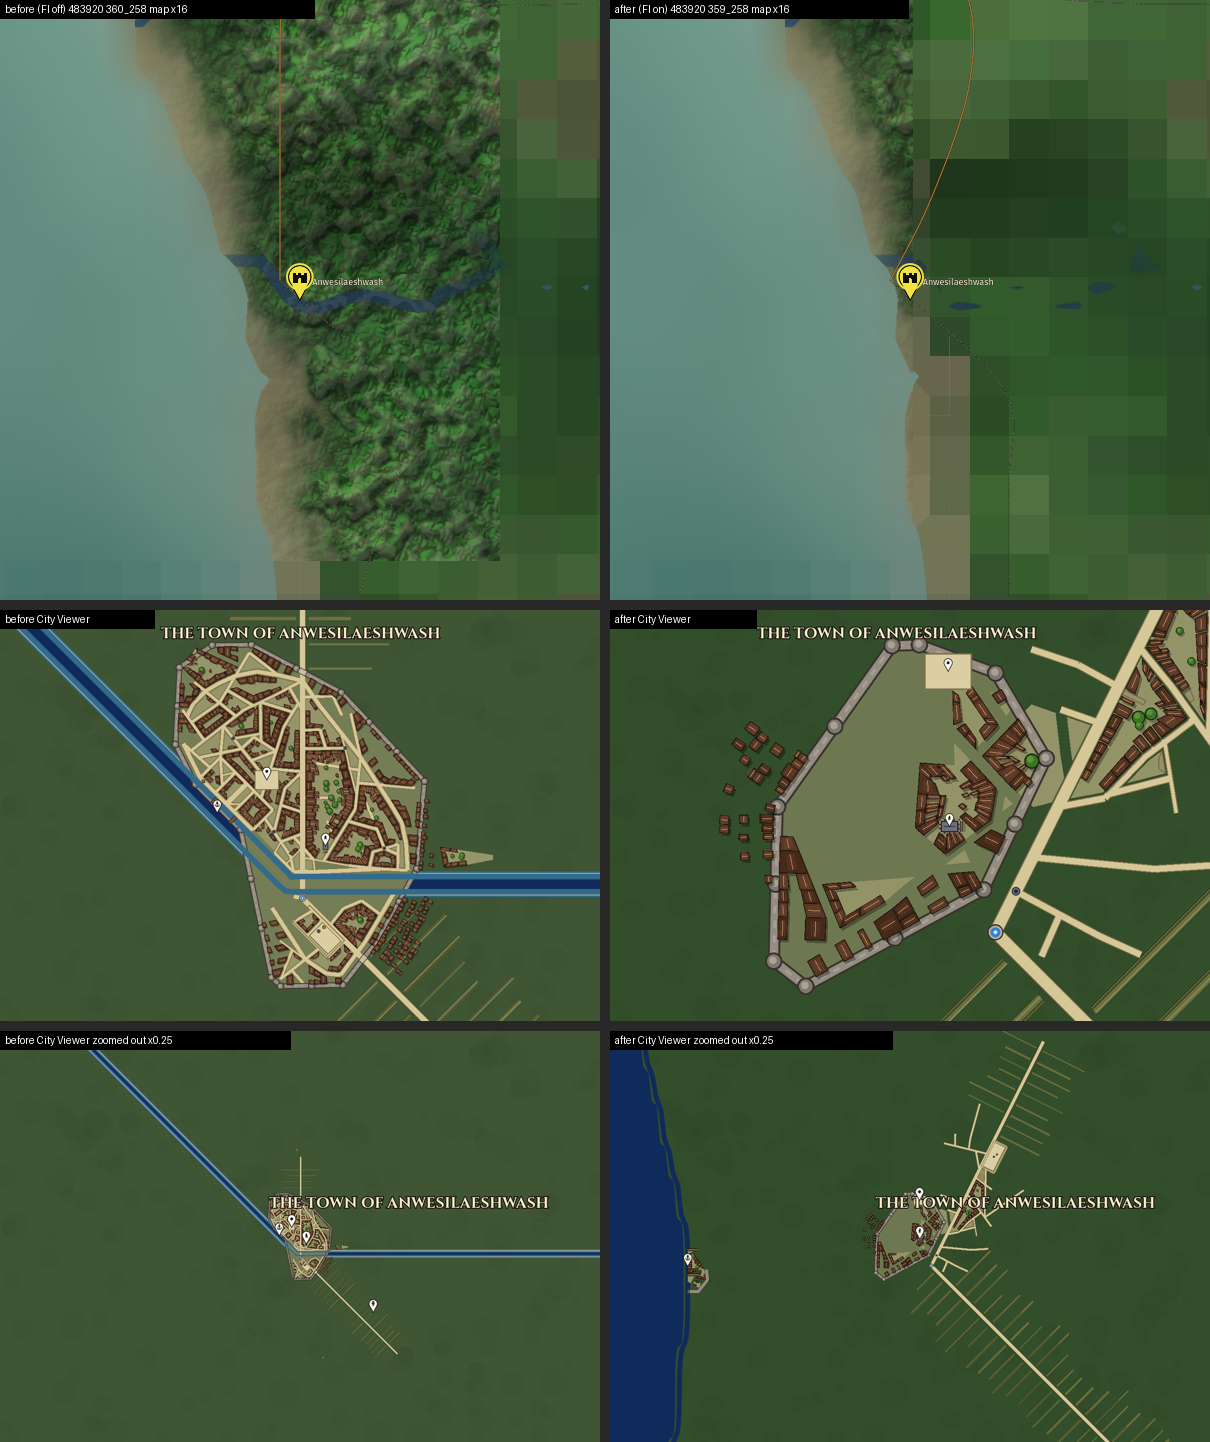 before (FI off) 483920 360_258 map x16
after (FI on) 483920 359_258 map x16
Anwesilaeshwash
Anwesilaeshwash
before City Viewer
after City Viewer
THE TOWN OF ANWESILAESHWASH
THE TOWN OF ANWESILAESHWASH
before City Viewer zoomed out x0.25
after City Viewer zoomed out x0.25
THE TOWN OF ANWESILAESHWASH
THE TOWN OF ANWESILAESHWASH